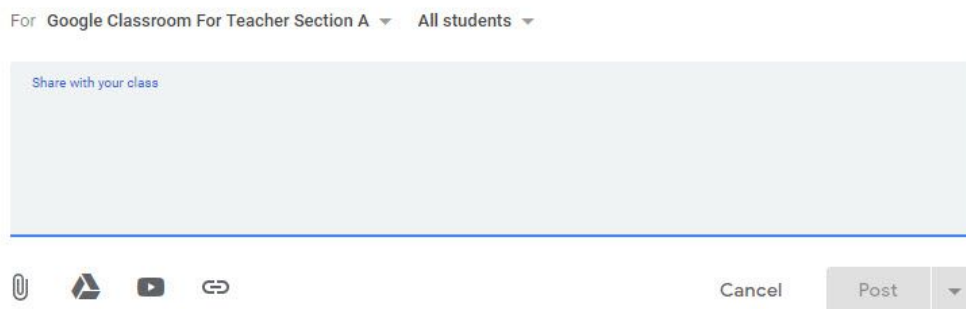 For Google Classroom For Teacher Section A All students
Share with your class
Cancel Post